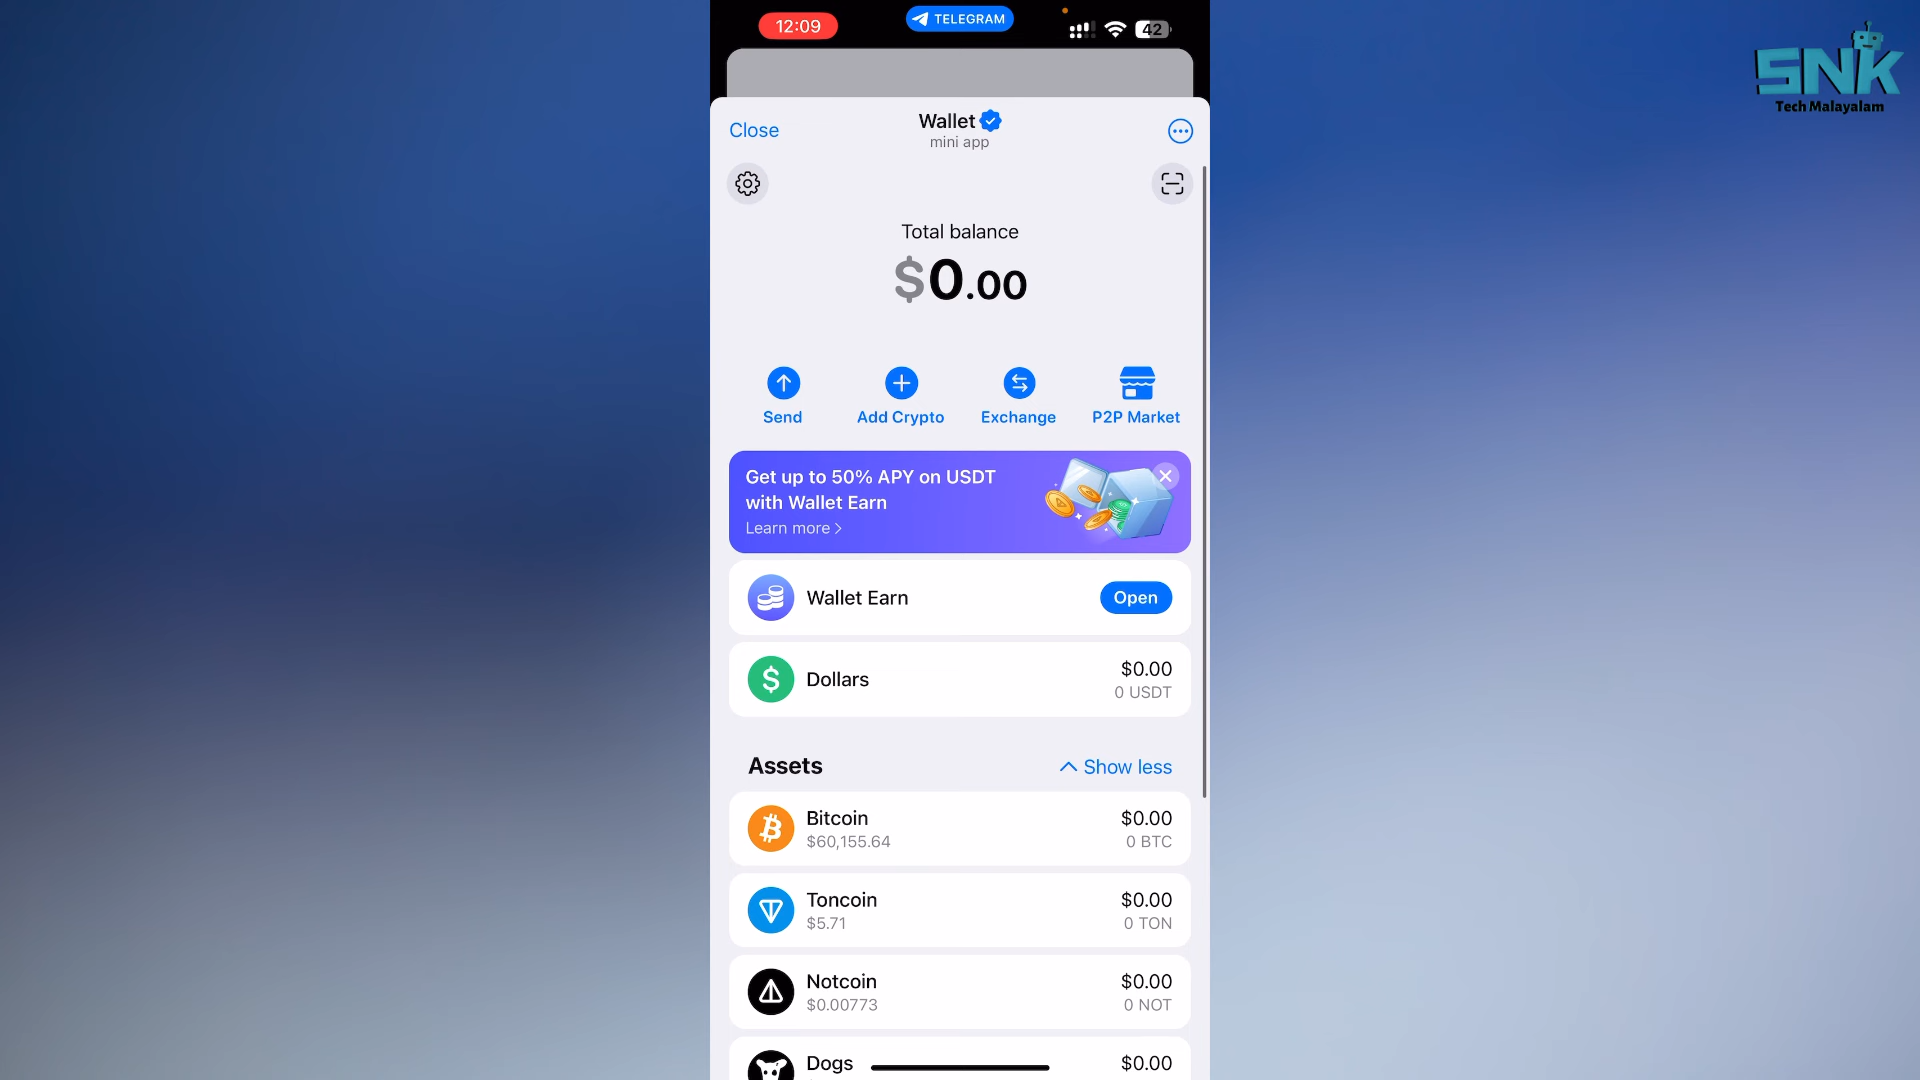 12:09
TELEGRAM
42
SNK
Tech Malayalam
Close
Wallet
mini app
Total balance
$0.00
Send
Add Crypto
Exchange
P2P Market
Get up to 50% APY on USDT
with Wallet Earn
Learn more >
Wallet Earn
Open
Dollars
$0.00
0 USDT
Assets
Show less
Bitcoin
$0.00
$60,155.64
0 BTC
Toncoin
$0.00
$5.71
0 TON
Notcoin
$0.00
$0.00773
0 NOT
Dogs
$0.00